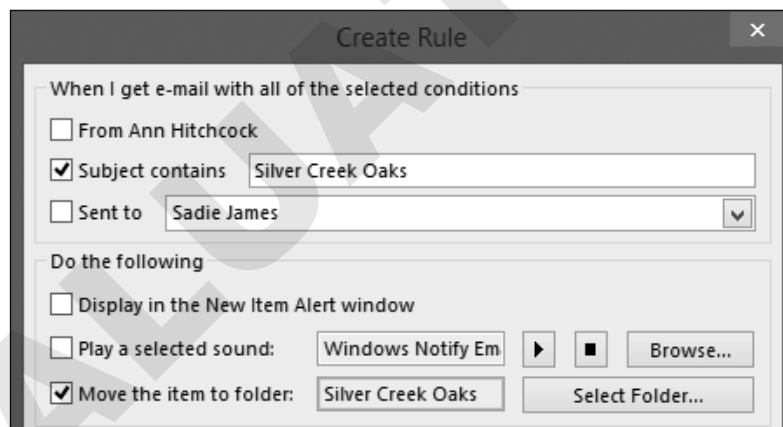 Create Rule
When I get e-mail with all of the selected conditions
From Ann Hitchcock
Subject contains Silver Creek Oaks
Sent to Sadie James
Do the following
Display in the New Item Alert window
Play a selected sound: Windows Notify Em Browse...
Move the item to folder: Silver Creek Oaks Select Folder...